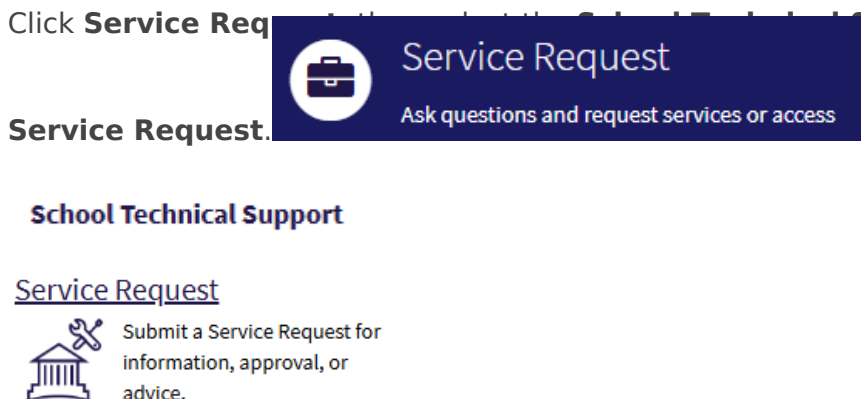 Click Service Req
Service Request
Ask questions and request services or access
Service Request.
School Technical Support
Service Request
Submit a Service Request for
information, approval, or
advice.